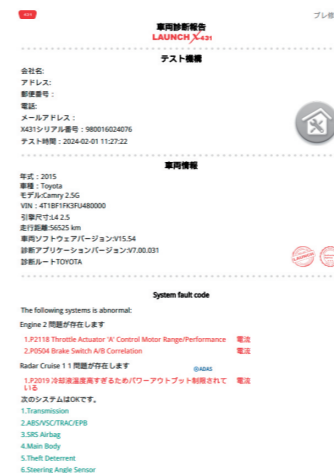 プレ修
車両診断報告
LAUNCH X-431
テスト機構
会社名:
アドレス:
郵便番号:
電話:
メールアドレス:
X431シリアル番号:980016024076
テスト時間:2024-02-01 11:27:22
車両情報
年式:2015
車種:Toyota
モデル:Camry 2.5G
VIN:4T1BF1FK3FU480000
引擎尺寸:L4 2.5
走行距離:56525 km
車両ソフトウェアバージョン:V15.54
診断アプリケーションバージョン:V7.00.031
診断ルートTOYOTA
System fault code
The following systems is abnormal:
Engine 2 問題が存在します
1.P2118 Throttle Actuator 'A' Control Motor Range/Performance 電流
2.P0504 Brake Switch A/B Correlation 電流
Radar Cruise 1 1 問題が存在します ADAS
1.P2019 冷却液温度高すぎるためパワーアウトプット制限されて 電流
いる
次のシステムはOKです。
1.Transmission
2.ABS/VSC/TRAC/EPB
3.SRS Airbag
4.Main Body
5.Theft Deterrent
6.Steering Angle Sensor